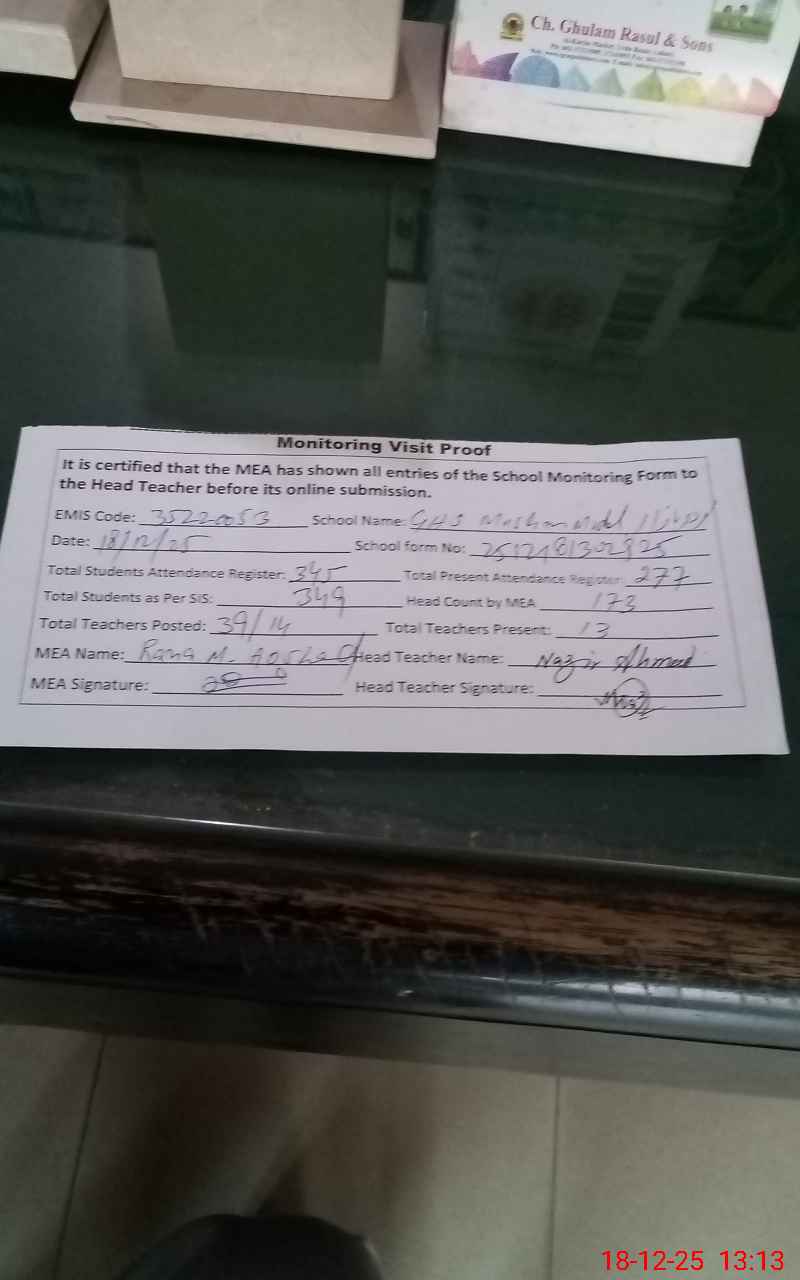 Ch. Ghulam Rasul & Sons
Monitoring Visit Proof
It is certified that the MEA has shown all entries of the School Monitoring Form to
the Head Teacher before its online submission.
EMIS Code: 35220053 School Name: GHS
Date: 18/12/25 School form No:
Total Students Attendance Register: 345 Total Present Attendance Register: 277
Total Students as Per SIS: 349 Head Count by MEA 173
Total Teachers Posted: 39/14 Total Teachers Present: 13
MEA Name: Rana M. Arshad Head Teacher Name: Nazir Ahmad
MEA Signature: Head Teacher Signature:
18-12-25 13:13